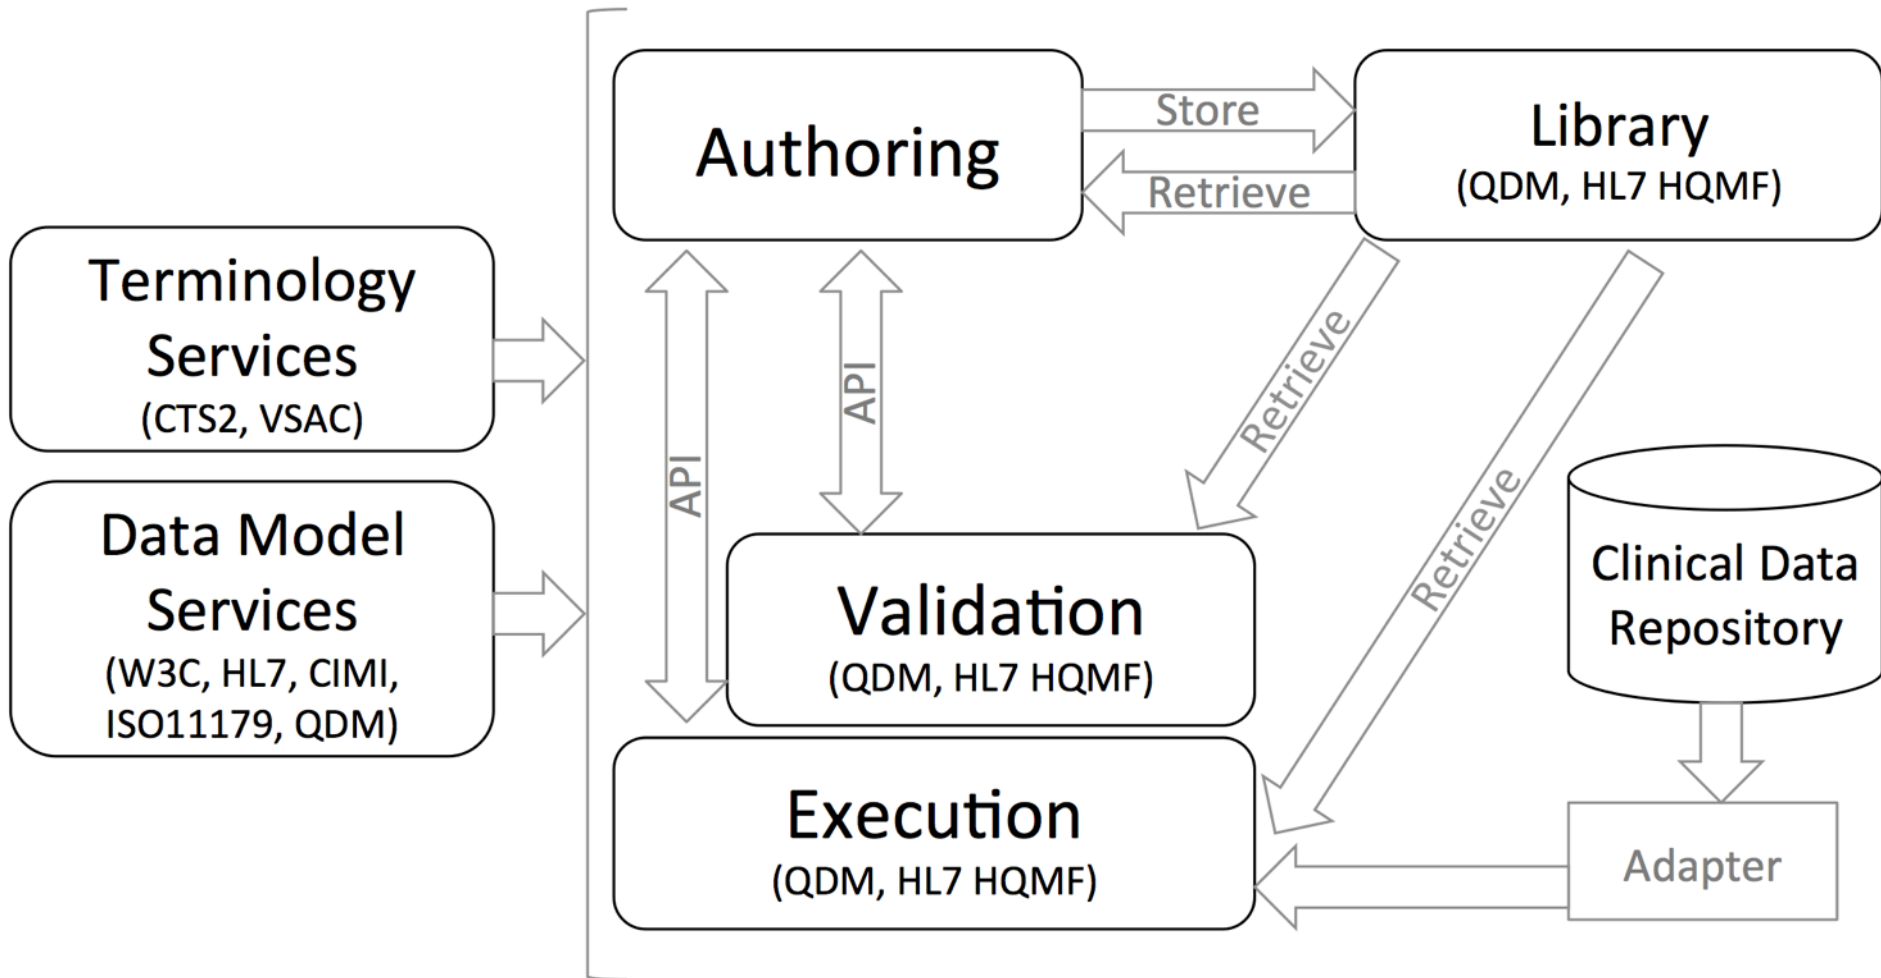 Authoring
Store
Retrieve
Library
(QDM, HL7 HQMF)
Terminology
Services
(CTS2, VSAC)
Data Model
Services
(W3C, HL7, CIMI,
ISO11179, QDM)
API
API
Retrieve
Retrieve
Validation
(QDM, HL7 HQMF)
Execution
(QDM, HL7 HQMF)
Clinical Data
Repository
Adapter